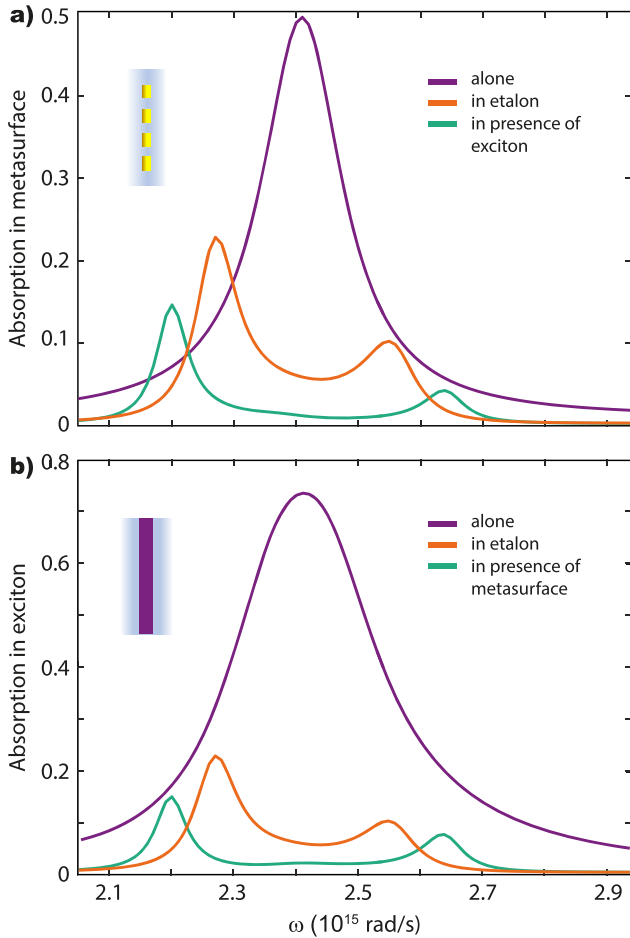 a)
0.5
0.4
0.3
0.2
0.1
0
Absorption in metasurface
alone
in etalon
in presence of
exciton
b)
0.8
0.6
0.4
0.2
0
Absorption in exciton
alone
in etalon
in presence of
metasurface
2.1 2.3 2.5 2.7 2.9
ω (10¹⁵ rad/s)